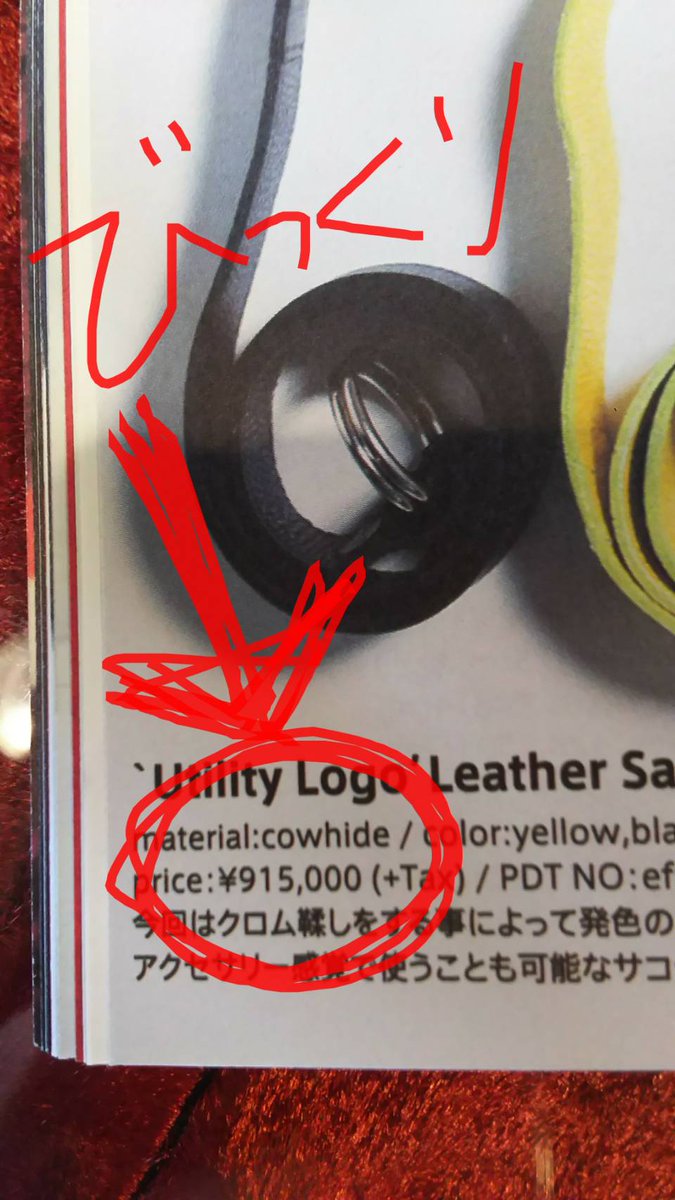 びっくり
`Utility Logo' Leather Sa
material:cowhide / color:yellow,bla
price:¥915,000 (+Tax) / PDT NO:ef
今回はクロム鞣しをする事によって発色の
アクセサリー感覚で使うことも可能なサコ